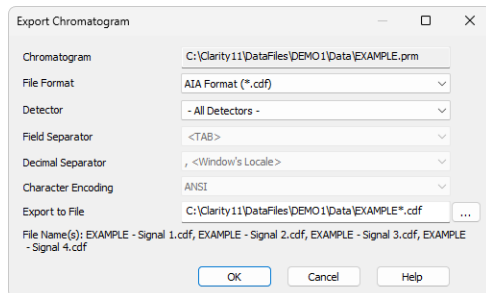 Export Chromatogram
Chromatogram C:\Clarity11\DataFiles\DEMO1\Data\EXAMPLE.prm
File Format AIA Format (*.cdf)
Detector - All Detectors -
Field Separator <TAB>
Decimal Separator , <Window's Locale>
Character Encoding ANSI
Export to File C:\Clarity11\DataFiles\DEMO1\Data\EXAMPLE*.cdf ...
File Name(s): EXAMPLE - Signal 1.cdf, EXAMPLE - Signal 2.cdf, EXAMPLE - Signal 3.cdf, EXAMPLE
- Signal 4.cdf
OK Cancel Help